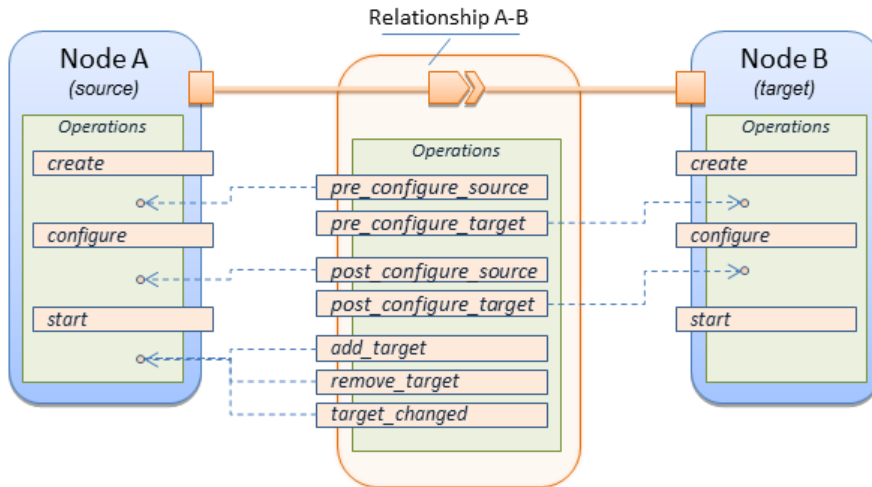 Relationship A-B
Node A
(source)
Operations
create
configure
start
Operations
pre_configure_source
pre_configure_target
post_configure_source
post_configure_target
add_target
remove_target
target_changed
Node B
(target)
Operations
create
configure
start